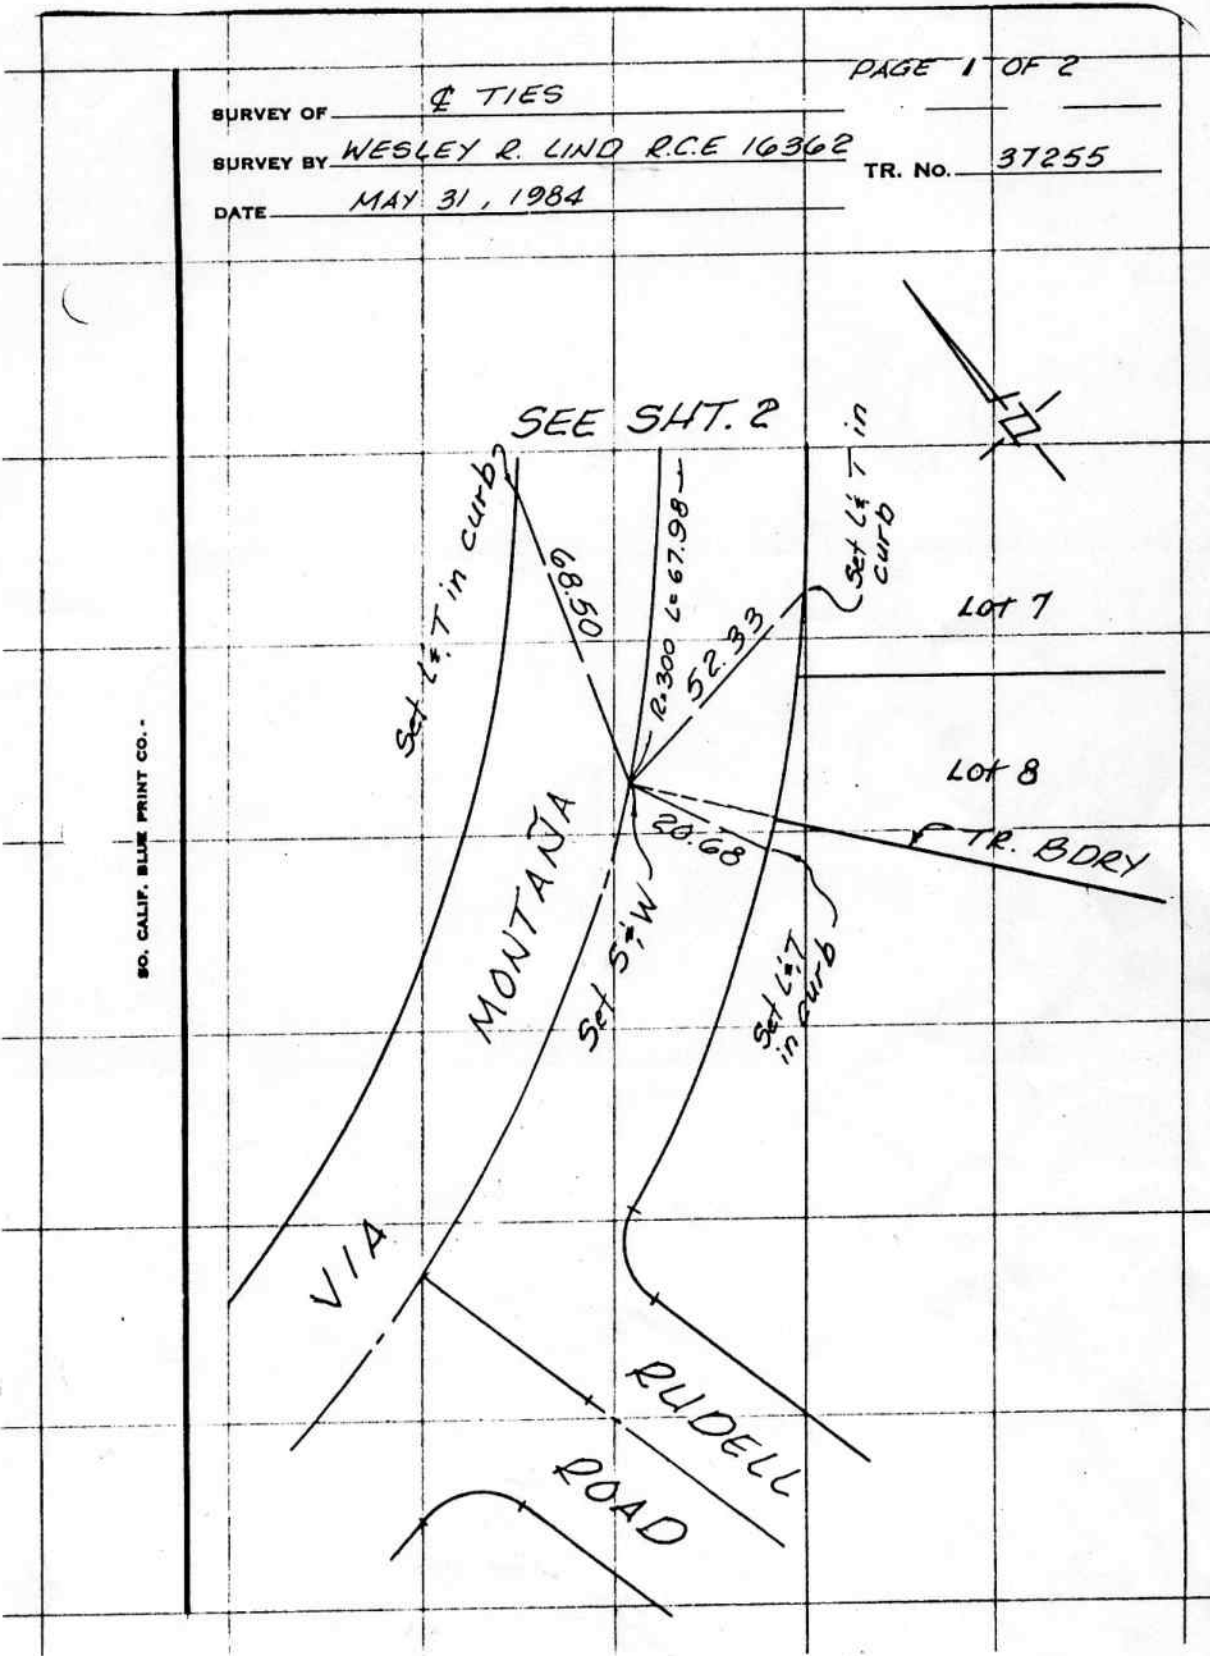 PAGE 1 OF 2
SURVEY OF ℄ TIES
SURVEY BY WESLEY R. LIND R.C.E 16362
TR. No. 37255
DATE MAY 31, 1984
SEE SHT. 2
Set L&T in curb
68.50
R=300 L=67.98
52.33
Set L&T in
curb
Lot 7
Lot 8
TR. BDRY
20.68
MONTAÑA
Set S&W
Set L&T
in curb
VIA
RUDELL
ROAD
SO. CALIF. BLUE PRINT CO.-